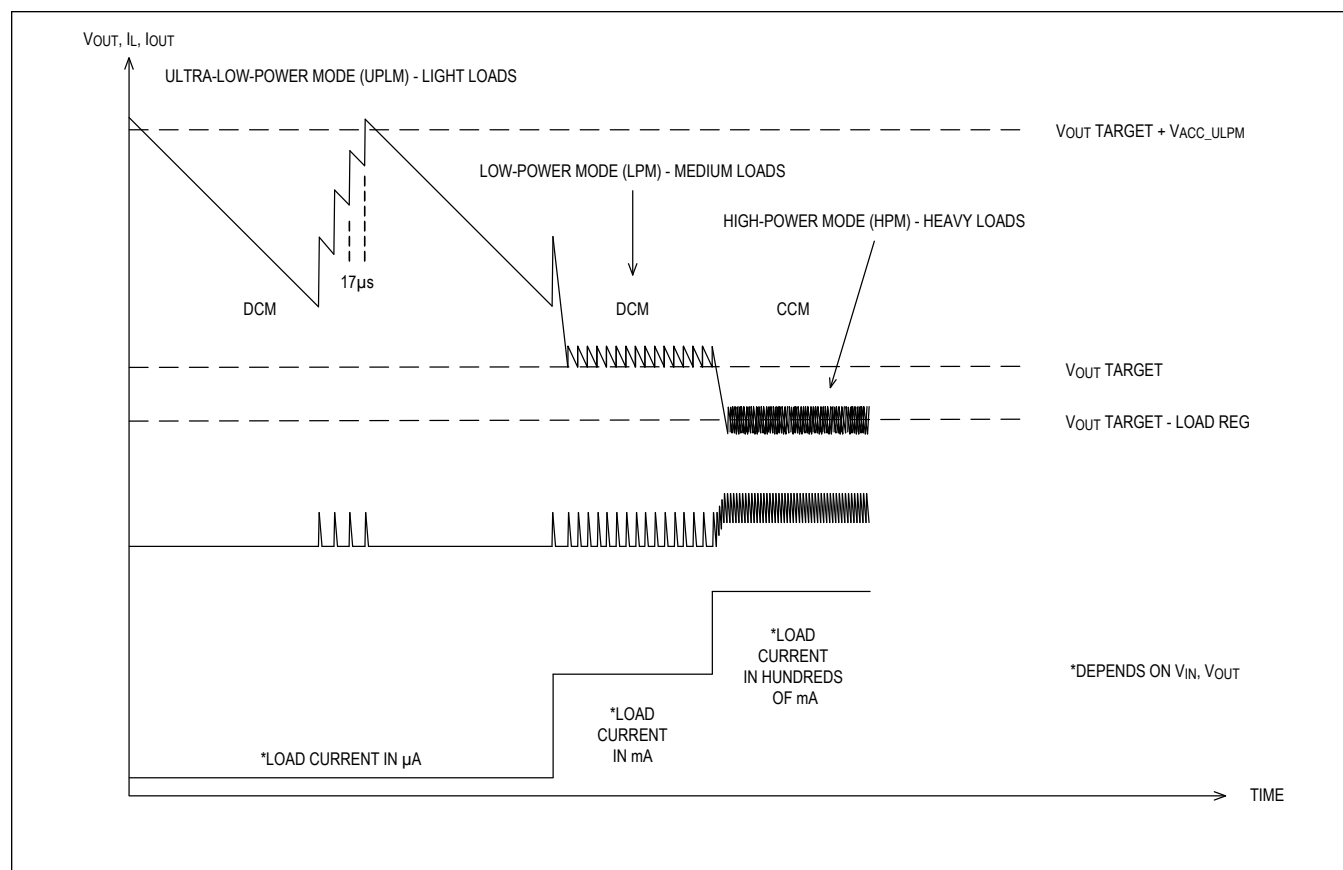 VOUT, IL, IOUT
ULTRA-LOW-POWER MODE (UPLM) - LIGHT LOADS
VOUT TARGET + VACC_ULPM
LOW-POWER MODE (LPM) - MEDIUM LOADS
HIGH-POWER MODE (HPM) - HEAVY LOADS
17µs
DCM
DCM
CCM
VOUT TARGET
VOUT TARGET - LOAD REG
*LOAD
CURRENT
IN HUNDREDS
OF mA
*DEPENDS ON VIN, VOUT
*LOAD
CURRENT
IN mA
*LOAD CURRENT IN µA
TIME